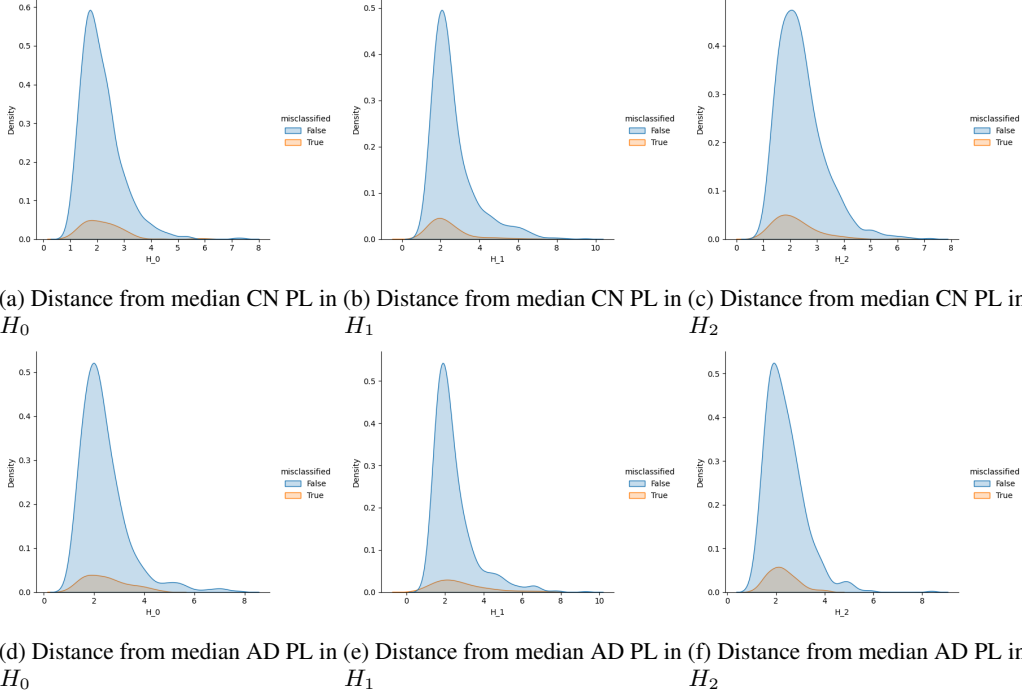 0.6
0.5
0.4
0.3
0.2
0.1
0.0
Density
0 1 2 3 4 5 6 7 8
H_0
misclassified
False
True
0.5
0.4
0.3
0.2
0.1
0.0
Density
0 2 4 6 8 10
H_1
misclassified
False
True
0.4
0.3
0.2
0.1
0.0
Density
0 1 2 3 4 5 6 7 8
H_2
misclassified
False
True
(a) Distance from median CN PL in (b) Distance from median CN PL in (c) Distance from median CN PL in
H0 H1 H2
0.5
0.4
0.3
0.2
0.1
0.0
Density
0 2 4 6 8
H_0
misclassified
False
True
0.5
0.4
0.3
0.2
0.1
0.0
Density
0 2 4 6 8 10
H_1
misclassified
False
True
0.5
0.4
0.3
0.2
0.1
0.0
Density
0 2 4 6 8
H_2
misclassified
False
True
(d) Distance from median AD PL in (e) Distance from median AD PL in (f) Distance from median AD PL in
H0 H1 H2